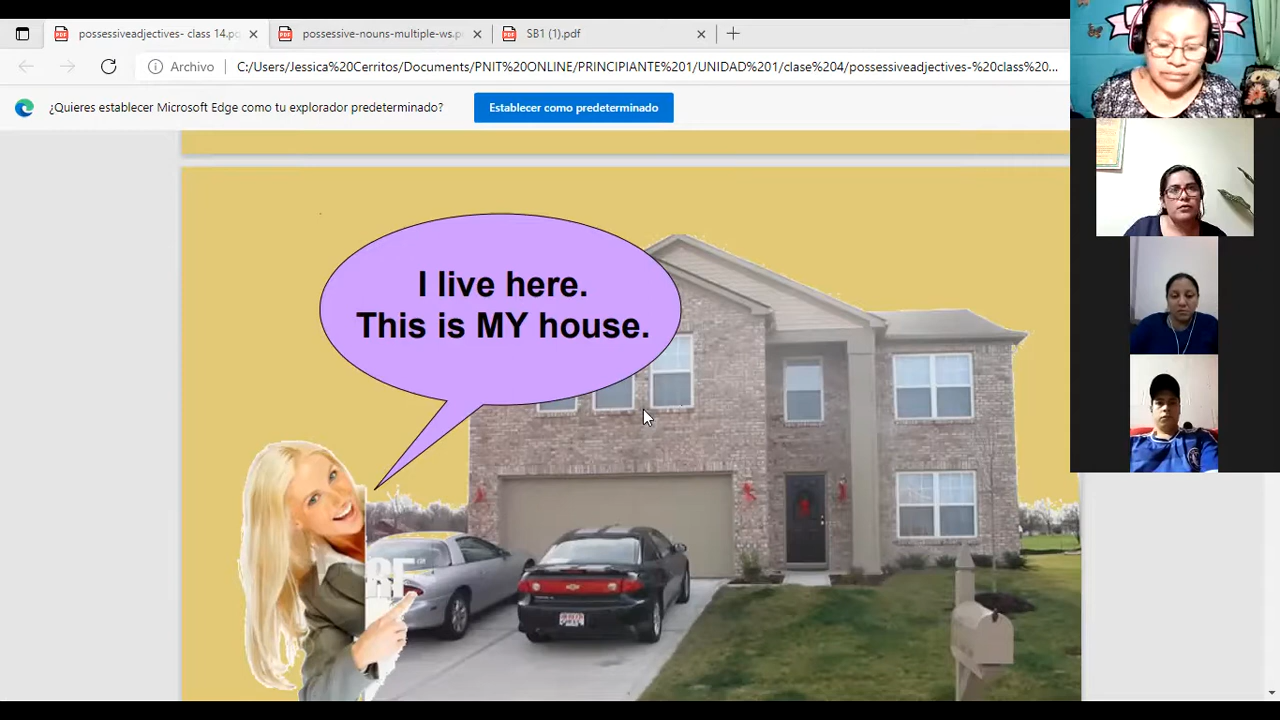 possessiveadjectives- class 14.pd
possessive-nouns-multiple-ws.p
SB1 (1).pdf
Archivo
C:/Users/Jessica%20Cerritos/Documents/PNIT%20ONLINE/PRINCIPIANTE%201/UNIDAD%201/clase%204/possessiveadjectives-%20class%20...
¿Quieres establecer Microsoft Edge como tu explorador predeterminado?
Establecer como predeterminado
I live here.
This is MY house.